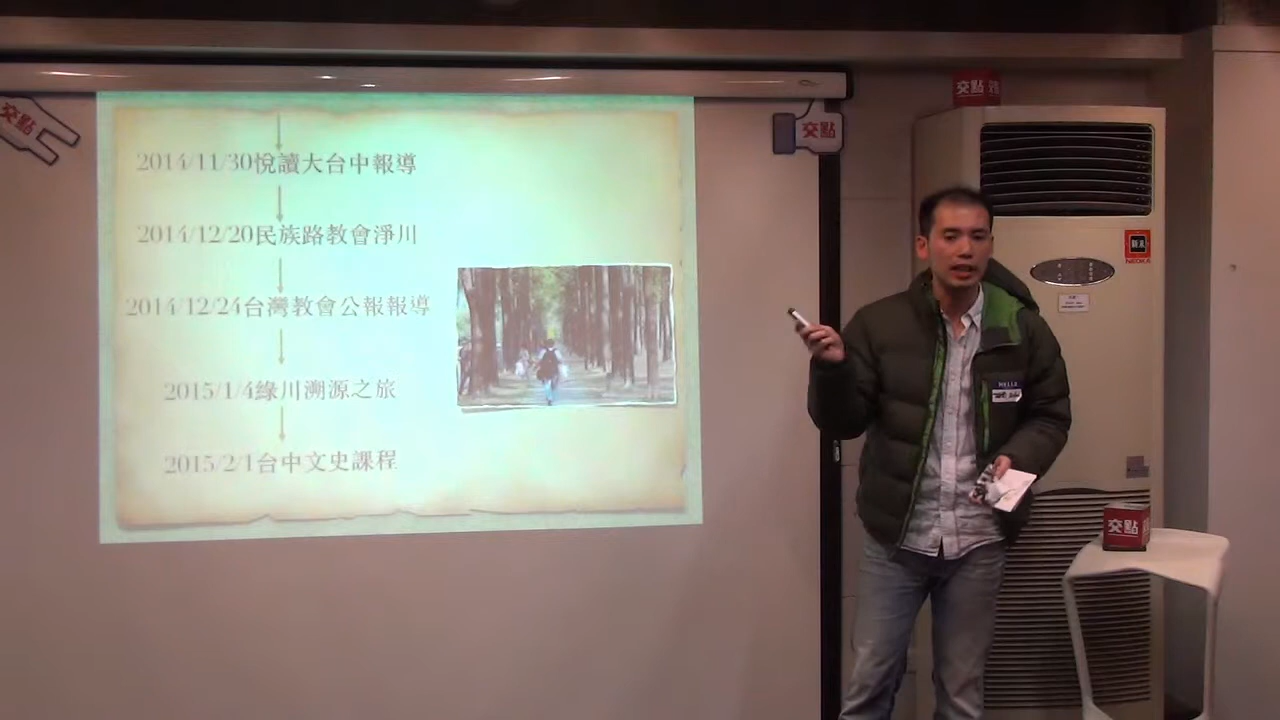 2014/11/30悅讀大台中報導
2014/12/20民族路教會淨川
2014/12/24台灣教會公報報導
2015/1/4綠川溯源之旅
2015/2/1台中文史課程
交點
交點
交點
交點